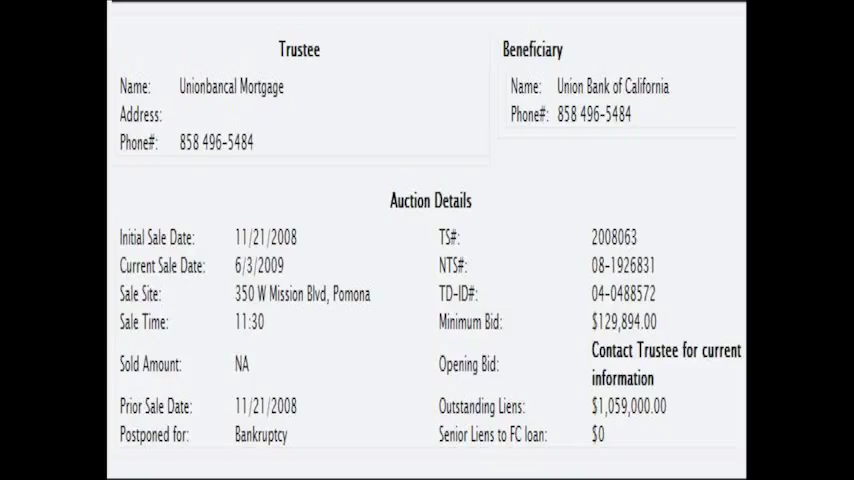 Trustee
Name: Unionbancal Mortgage
Address:
Phone#: 858 496-5484
Beneficiary
Name: Union Bank of California
Phone#: 858 496-5484
Auction Details
Initial Sale Date: 11/21/2008 TS#: 2008063
Current Sale Date: 6/3/2009 NTS#: 08-1926831
Sale Site: 350 W Mission Blvd, Pomona TD-ID#: 04-0488572
Sale Time: 11:30 Minimum Bid: $129,894.00
Sold Amount: NA Opening Bid: Contact Trustee for current
information
Prior Sale Date: 11/21/2008 Outstanding Liens: $1,059,000.00
Postponed for: Bankruptcy Senior Liens to FC loan: $0